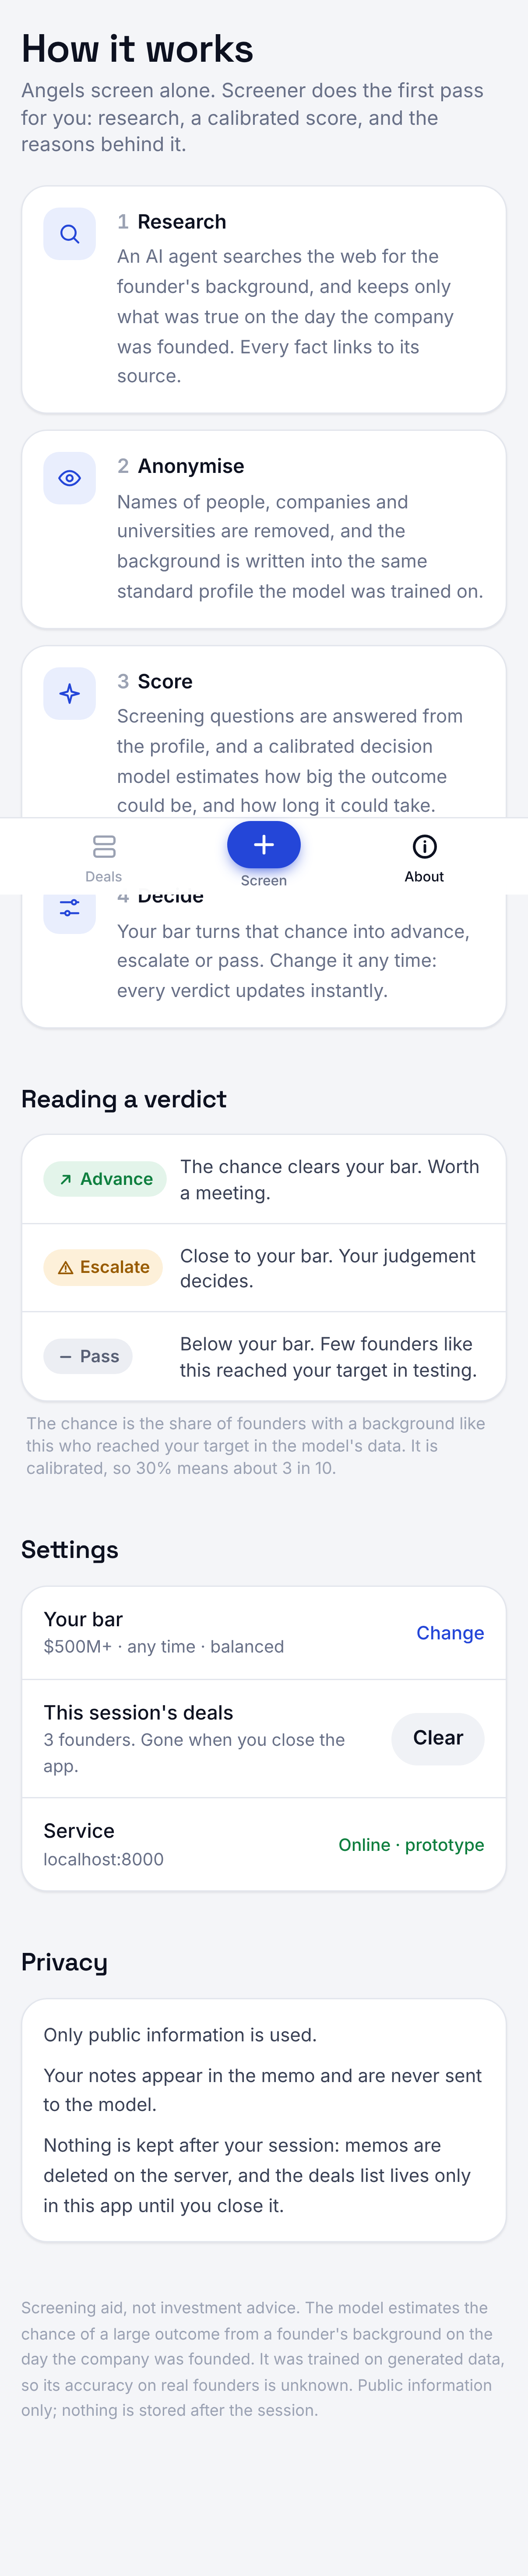 How it works
Angels screen alone. Screener does the first pass
for you: research, a calibrated score, and the
reasons behind it.
1 Research
An AI agent searches the web for the
founder's background, and keeps only
what was true on the day the company
was founded. Every fact links to its
source.
2 Anonymise
Names of people, companies and
universities are removed, and the
background is written into the same
standard profile the model was trained on.
3 Score
Screening questions are answered from
the profile, and a calibrated decision
model estimates how big the outcome
could be, and how long it could take.
Deals
Screen
About
4 Decide
Your bar turns that chance into advance,
escalate or pass. Change it any time:
every verdict updates instantly.
Reading a verdict
Advance
The chance clears your bar. Worth
a meeting.
Escalate
Close to your bar. Your judgement
decides.
Pass
Below your bar. Few founders like
this reached your target in testing.
The chance is the share of founders with a background like
this who reached your target in the model's data. It is
calibrated, so 30% means about 3 in 10.
Settings
Your bar
$500M+ · any time · balanced
Change
This session's deals
3 founders. Gone when you close the
app.
Clear
Service
localhost:8000
Online · prototype
Privacy
Only public information is used.
Your notes appear in the memo and are never sent
to the model.
Nothing is kept after your session: memos are
deleted on the server, and the deals list lives only
in this app until you close it.
Screening aid, not investment advice. The model estimates the
chance of a large outcome from a founder's background on the
day the company was founded. It was trained on generated data,
so its accuracy on real founders is unknown. Public information
only; nothing is stored after the session.